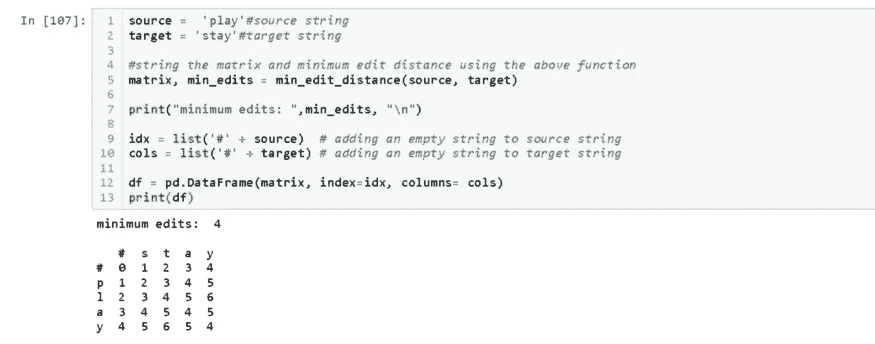 In [107]:
1 source =  'play'#source string
2 target = 'stay'#target string
3
4 #string the matrix and minimum edit distance using the above function
5 matrix, min_edits = min_edit_distance(source, target)
6
7 print("minimum edits: ",min_edits, "\n")
8
9 idx = list('#' + source)  # adding an empty string to source string
10 cols = list('#' + target) # adding an empty string to target string
11
12 df = pd.DataFrame(matrix, index=idx, columns= cols)
13 print(df)
minimum edits:  4
   #  s  t  a  y
#  0  1  2  3  4
p  1  2  3  4  5
l  2  3  4  5  6
a  3  4  5  4  5
y  4  5  6  5  4